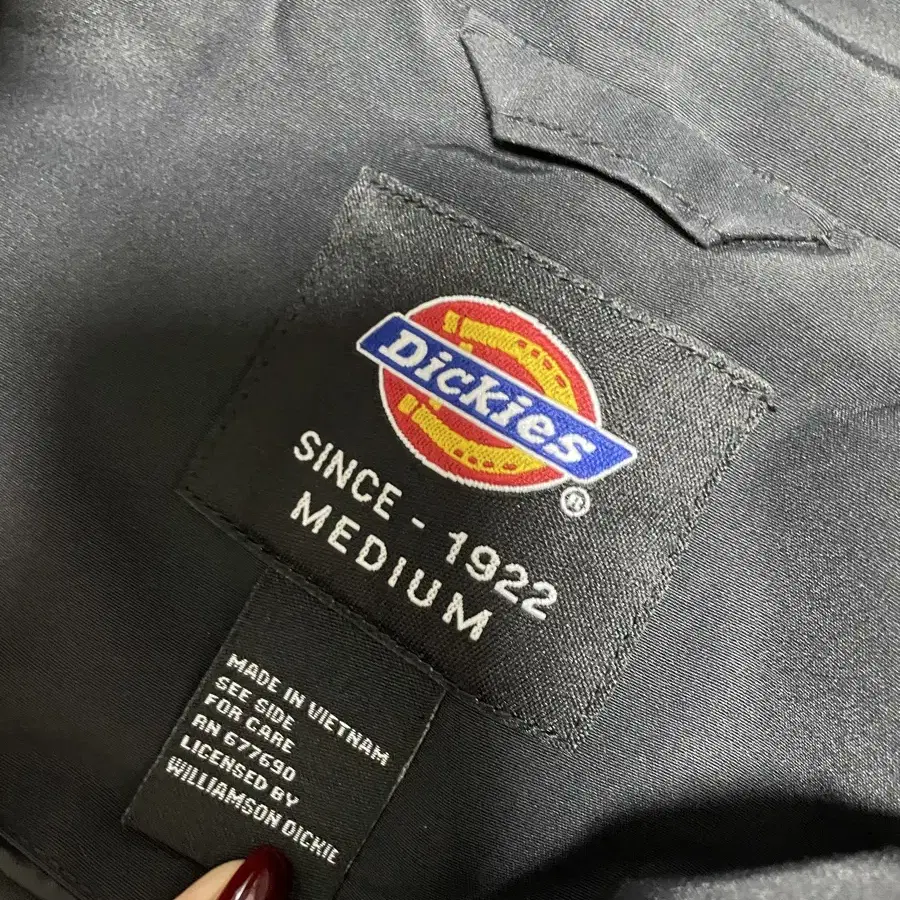 Dickies
®
SINCE - 1922
MEDIUM
MADE IN VIETNAM
SEE SIDE
FOR CARE
RN 677690
LICENSED BY
WILLIAMSON DICKIE